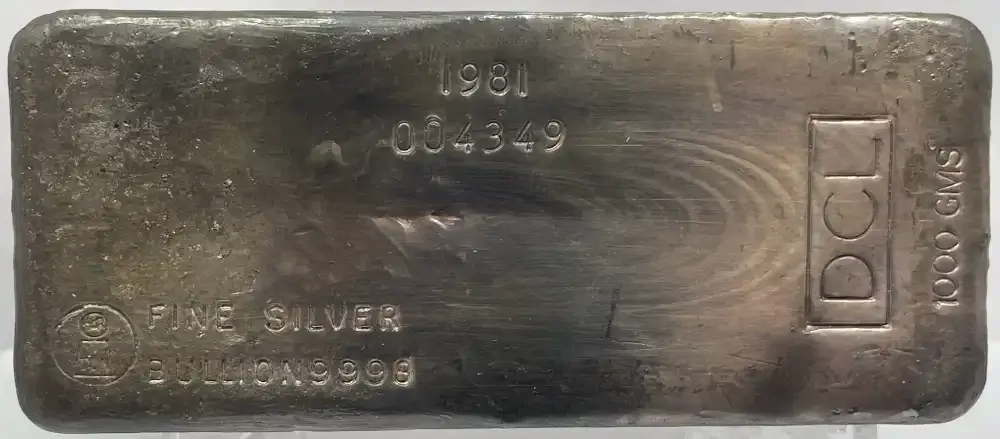 1981
004349
DCL
1000 GMS
FINE SILVER
BULLION9998